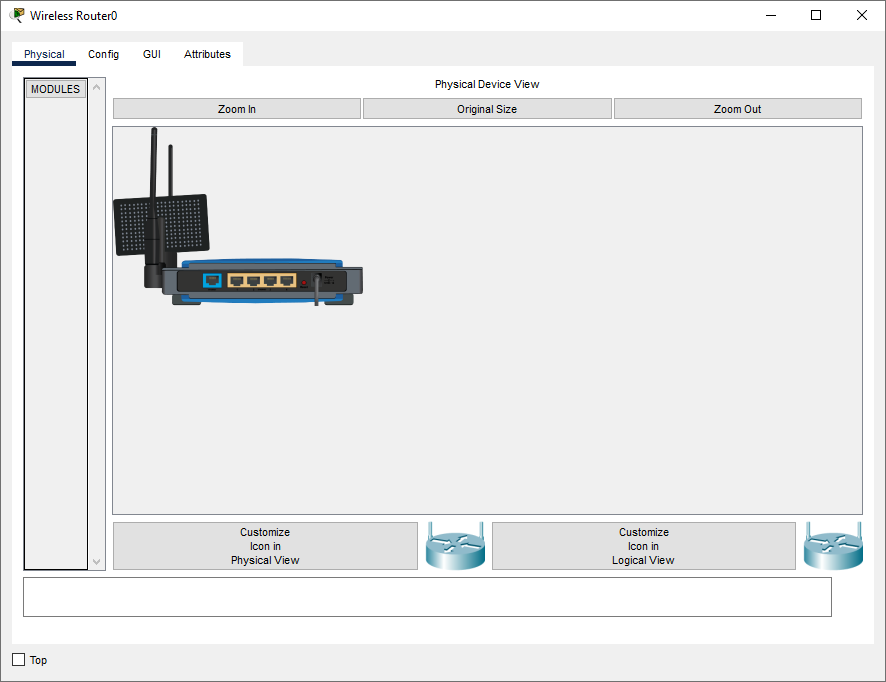 Wireless Router0
Physical
Config
GUI
Attributes
MODULES
Physical Device View
Zoom In
Original Size
Zoom Out
Customize
Icon in
Physical View
Customize
Icon in
Logical View
Top